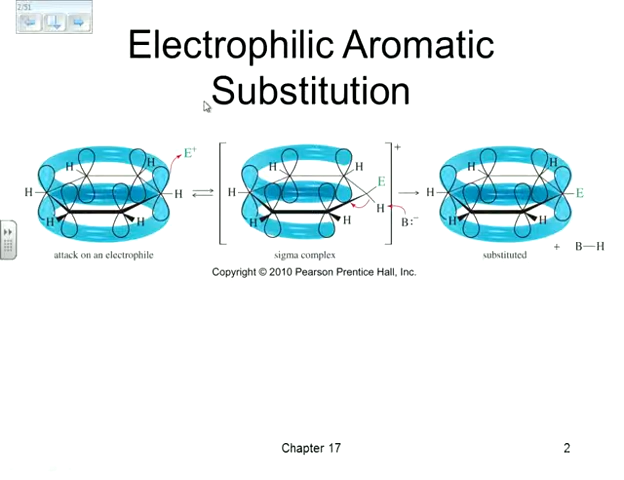 2/51
Electrophilic Aromatic
Substitution
H H H H H E⁺
H H H H H E H B:⁻ +
H H H H H E
attack on an electrophile
sigma complex
substituted
+ B—H
Copyright © 2010 Pearson Prentice Hall, Inc.
Chapter 17
2